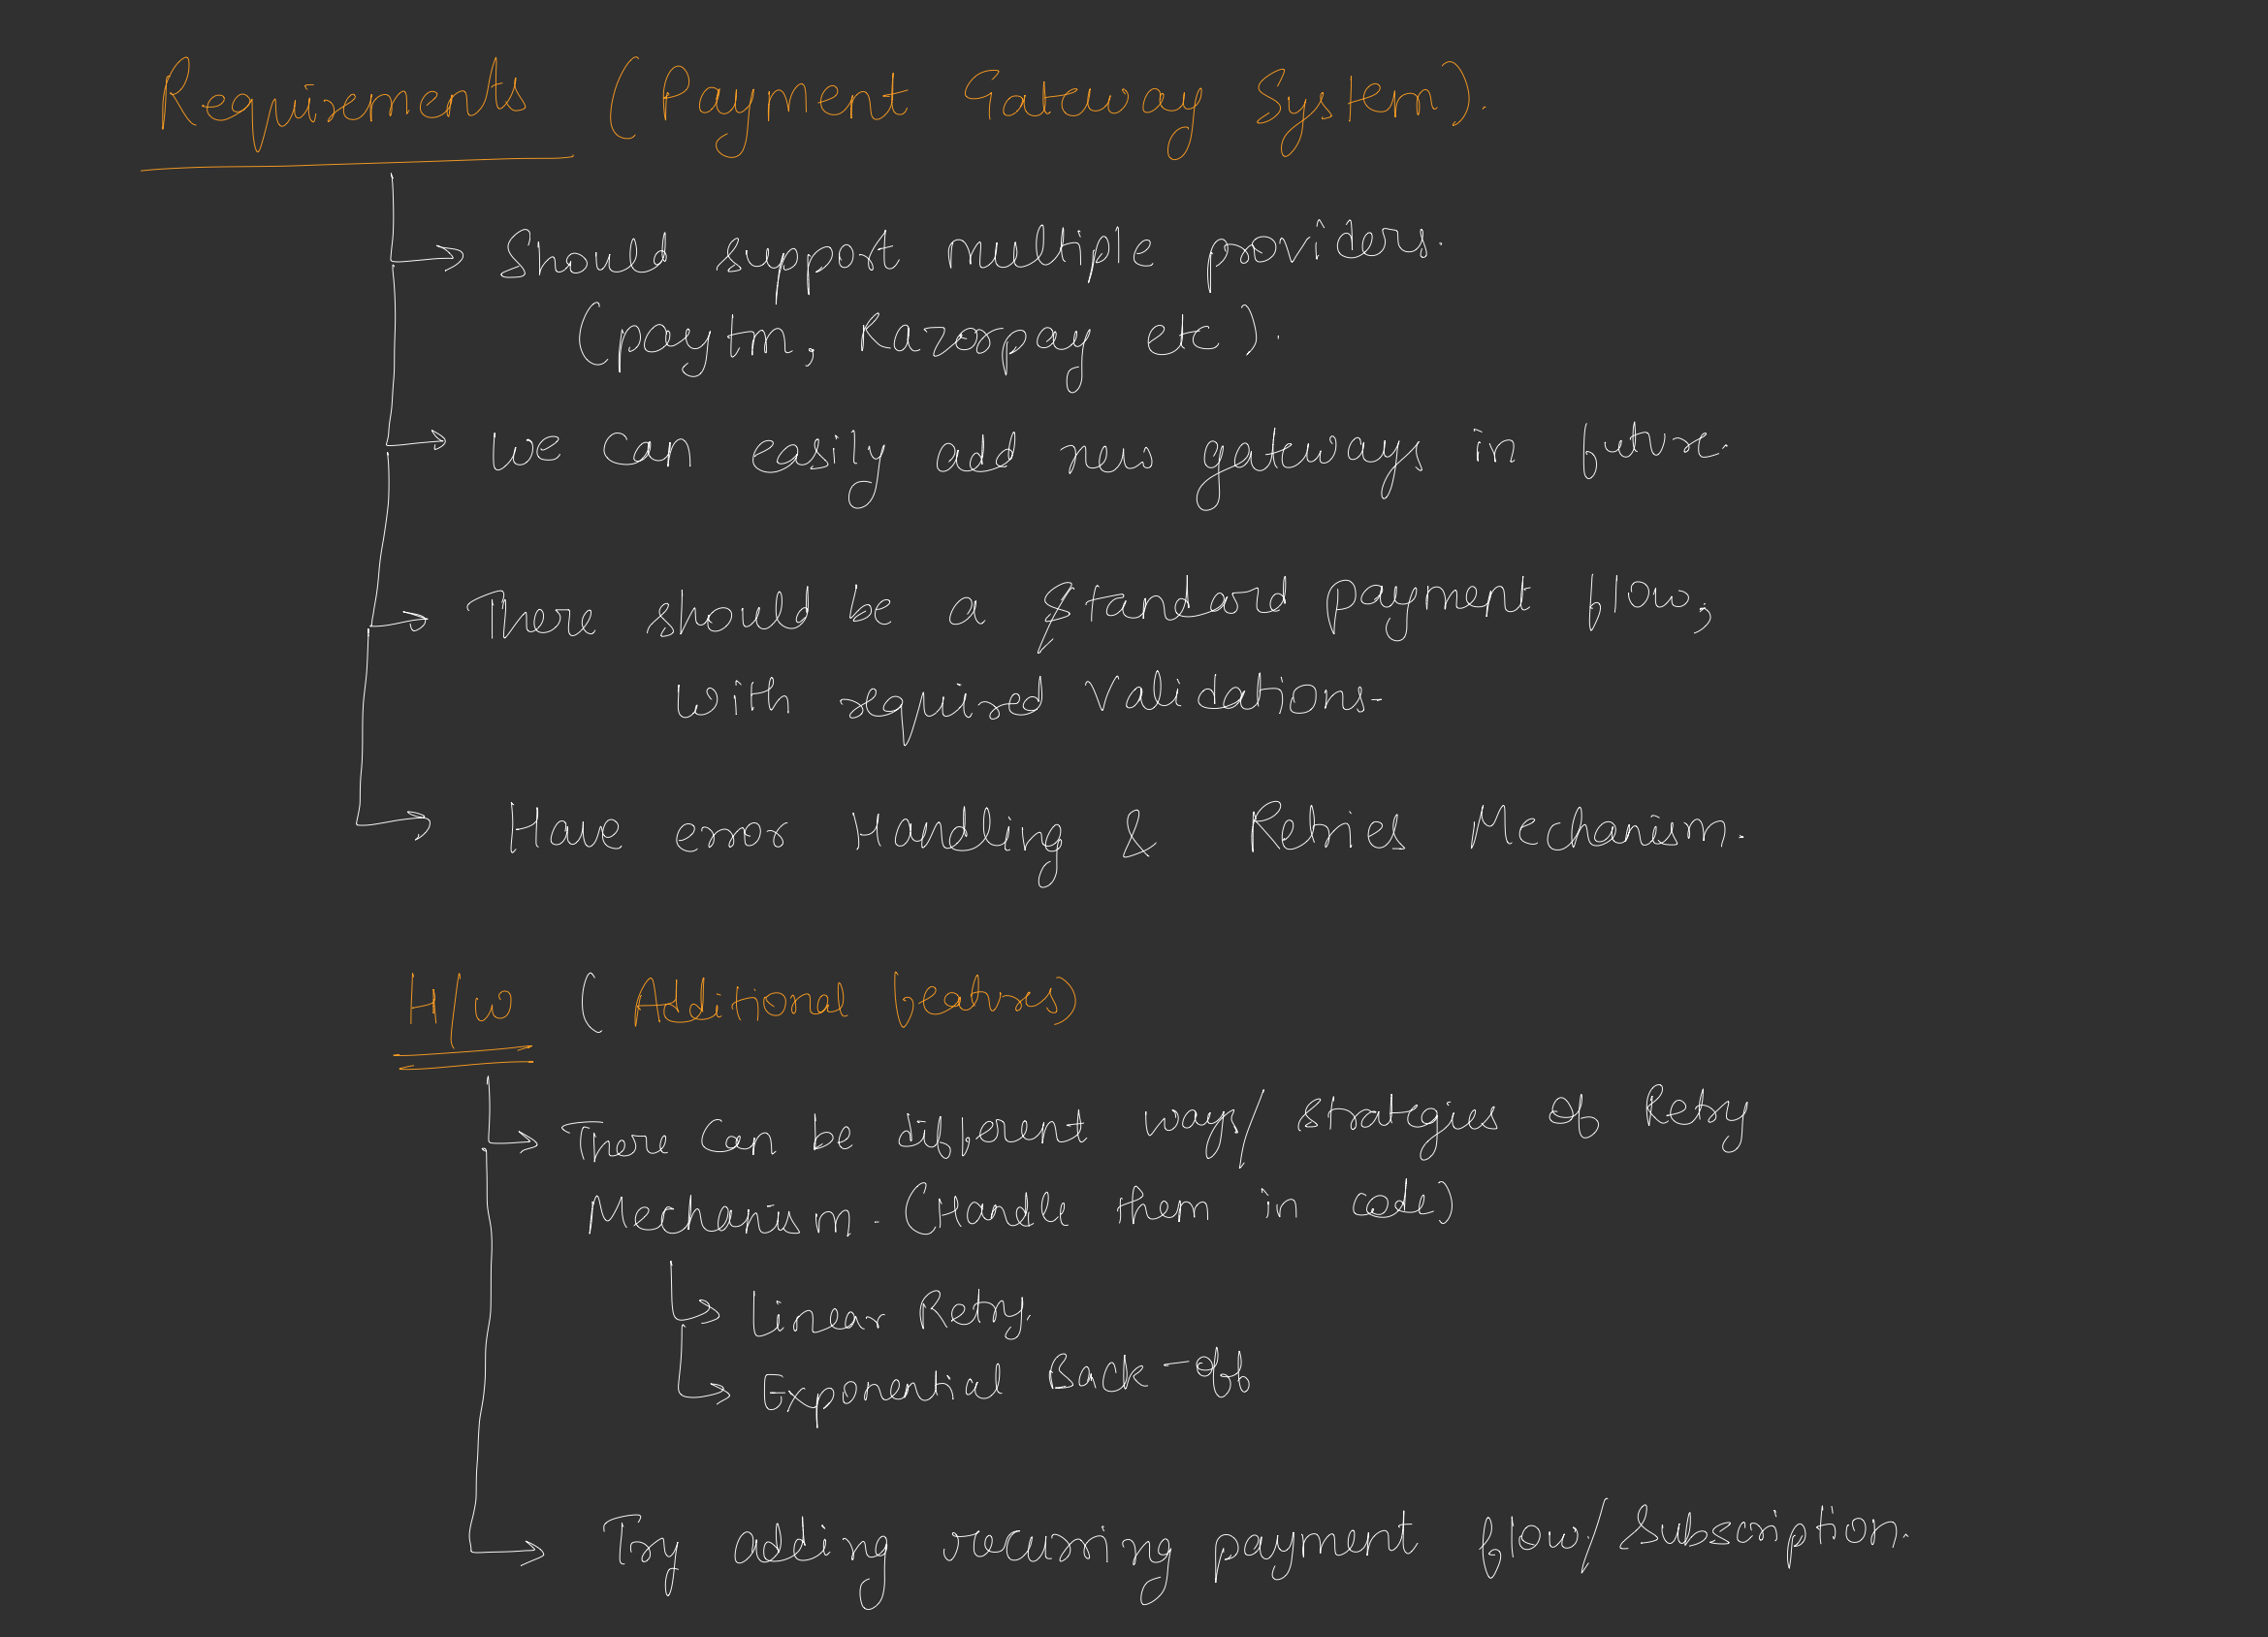 Requirements (Payment Gateway System).
Should support multiple providers.
(paytm, Razorpay etc).
We can easily add new gateways in future.
There should be a standard payment flow,
with required validations.
Have error Handling & Retries Mechanism.
H/w (Additional features)
There can be different ways/strategies of Retry
Mechanism. (Handle them in code)
Linear Retry.
Exponential Back-off
Try adding recurring payment flow/subscription.